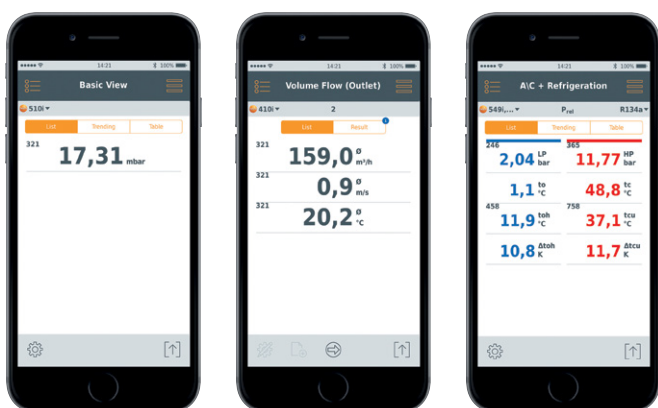 14:21 100%
Basic View
510i
List Trending Table
321
17,31 mbar
14:21 100%
Volume Flow (Outlet)
410i 2
List Result
321
159,0 ø m³/h
321
0,9 ø m/s
321
20,2 ø °C
14:21 100%
A\C + Refrigeration
549i,... Prel R134a
List Trending Table
246 365
2,04 LP bar 11,77 HP bar
1,1 to °C 48,8 tc °C
458 758
11,9 toh °C 37,1 tcu °C
10,8 Δtoh K 11,7 Δtcu K